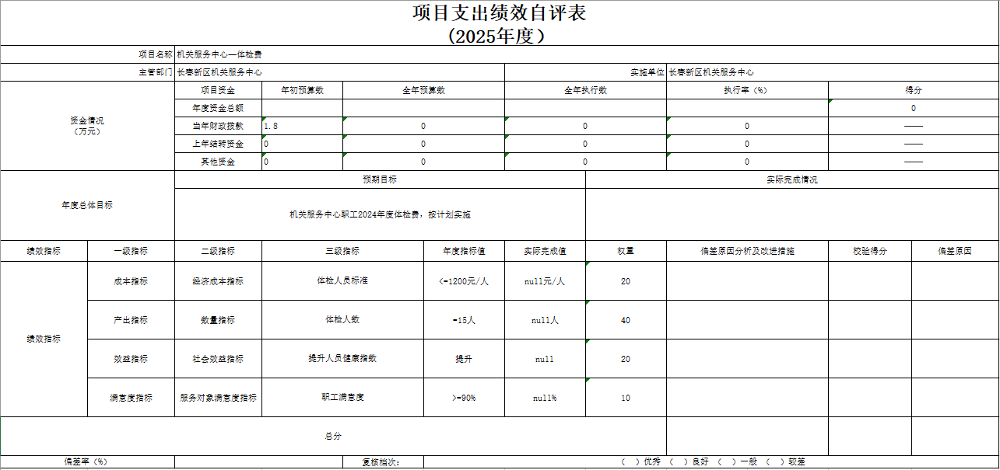 项目支出绩效自评表
(2025年度)
项目名称 机关服务中心—体检费
主管部门 长春新区机关服务中心 实施单位 长春新区机关服务中心
资金情况
（万元）
项目资金 年初预算数 全年预算数 全年执行数 执行率（%） 得分
年度资金总额 0
当年财政拨款 1.8 0 0 0 ——
上年结转资金 0 0 0 0 ——
其他资金 0 0 0 0 ——
年度总体目标
预期目标 实际完成情况
机关服务中心职工2024年度体检费，按计划实施
绩效指标 一级指标 二级指标 三级指标 年度指标值 实际完成值 权重 偏差原因分析及改进措施 校验得分 偏差原因
绩效指标
成本指标 经济成本指标 体检人员标准 <=1200元/人 null元/人 20
产出指标 数量指标 体检人数 =15人 null人 40
效益指标 社会效益指标 提升人员健康指数 提升 null 20
满意度指标 服务对象满意度指标 职工满意度 >=90% null% 10
总分
偏差率（%） 复核档次： （ ）优秀 （ ）良好 （ ）一般 （ ）较差